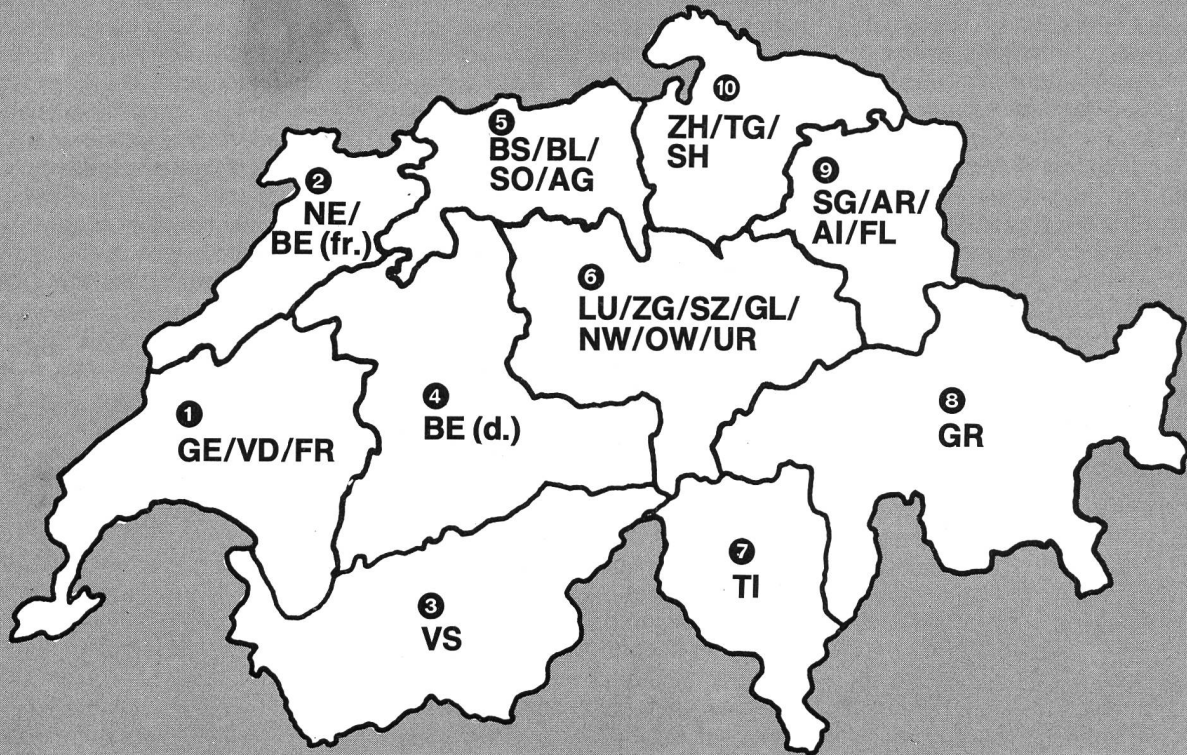 1
GE/VD/FR
2
NE/
BE (fr.)
3
VS
4
BE (d.)
5
BS/BL/
SO/AG
6
LU/ZG/SZ/GL/
NW/OW/UR
7
TI
8
GR
9
SG/AR/
AI/FL
10
ZH/TG/
SH